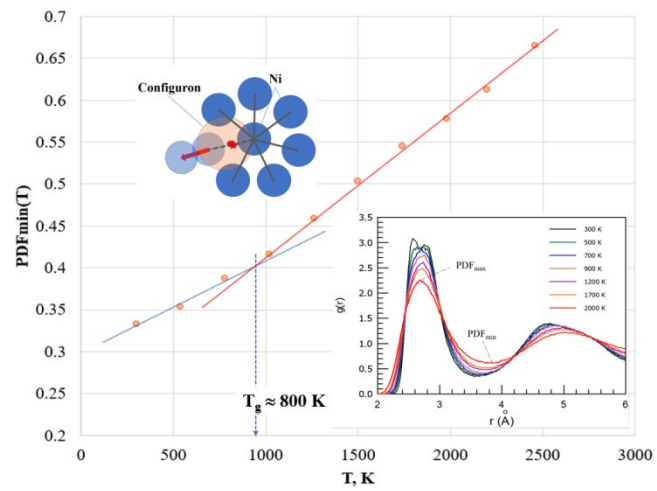 0.7
0.65
0.6
0.55
0.5
0.45
0.4
0.35
0.3
0.25
0.2
PDFmin(T)
Configuron
Ni
T_g ≈ 800 K
0 500 1000 1500 2000 2500 3000
T, K
3.5
3.0
2.5
2.0
1.5
1.0
0.5
0.0
g(r)
PDF_max
PDF_min
300 K
500 K
700 K
900 K
1200 K
1700 K
2000 K
2 3 4 5 6
r (Å)